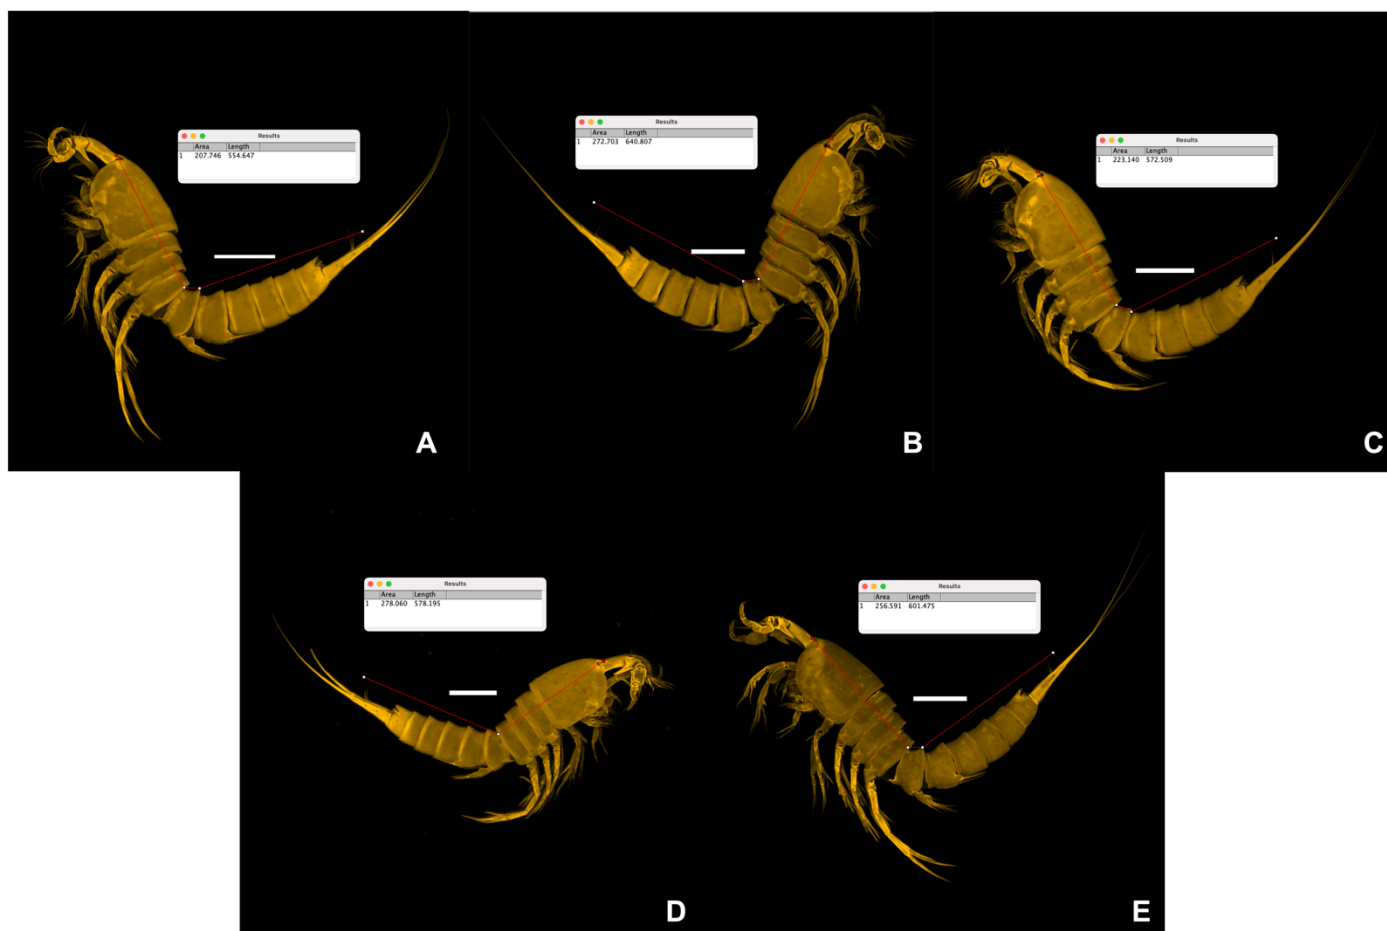 Results
Area Length
1 207.746 554.647
A
Results
Area Length
1 272.703 640.807
B
Results
Area Length
1 223.140 572.509
C
Results
Area Length
1 278.060 578.195
D
Results
Area Length
1 256.591 601.475
E